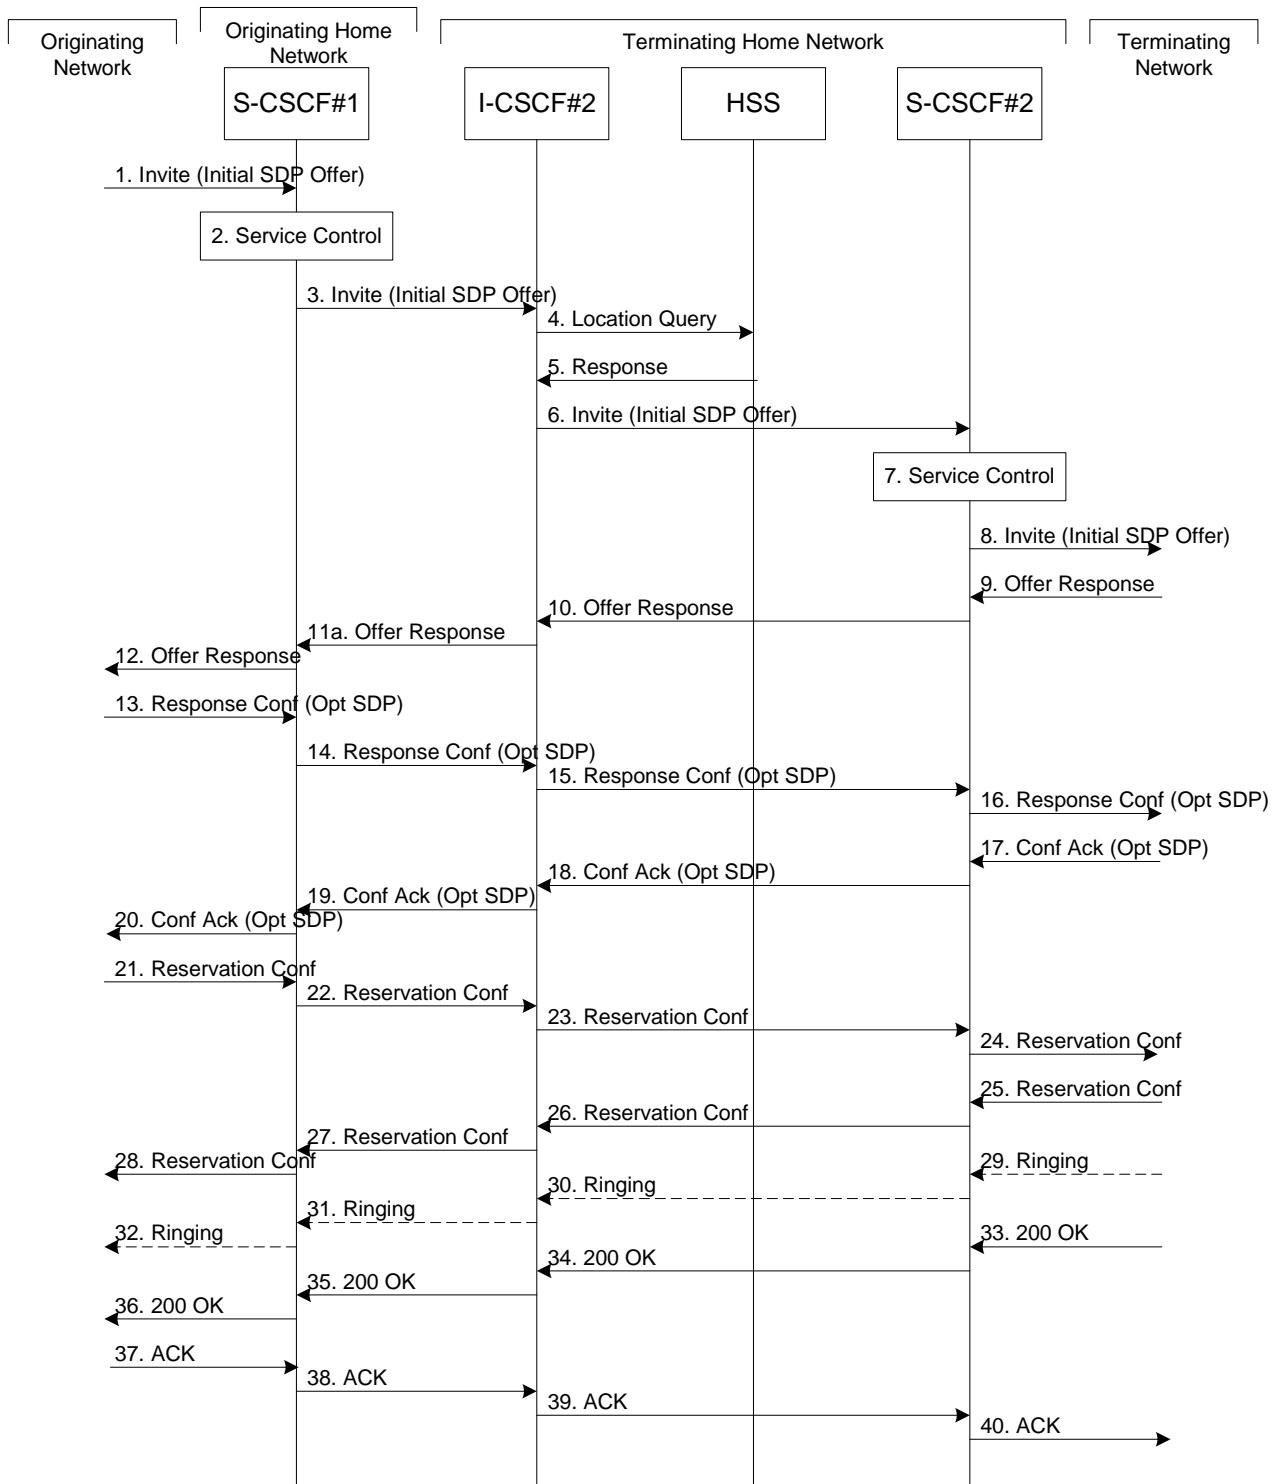 Originating
Network
Originating Home
Network
Terminating Home Network
Terminating
Network
S-CSCF#1
I-CSCF#2
HSS
S-CSCF#2
1. Invite (Initial SDP Offer)
2. Service Control
3. Invite (Initial SDP Offer)
4. Location Query
5. Response
6. Invite (Initial SDP Offer)
7. Service Control
8. Invite (Initial SDP Offer)
9. Offer Response
10. Offer Response
11a. Offer Response
12. Offer Response
13. Response Conf (Opt SDP)
14. Response Conf (Opt SDP)
15. Response Conf (Opt SDP)
16. Response Conf (Opt SDP)
17. Conf Ack (Opt SDP)
18. Conf Ack (Opt SDP)
19. Conf Ack (Opt SDP)
20. Conf Ack (Opt SDP)
21. Reservation Conf
22. Reservation Conf
23. Reservation Conf
24. Reservation Conf
25. Reservation Conf
26. Reservation Conf
27. Reservation Conf
28. Reservation Conf
29. Ringing
30. Ringing
31. Ringing
32. Ringing
33. 200 OK
34. 200 OK
35. 200 OK
36. 200 OK
37. ACK
38. ACK
39. ACK
40. ACK